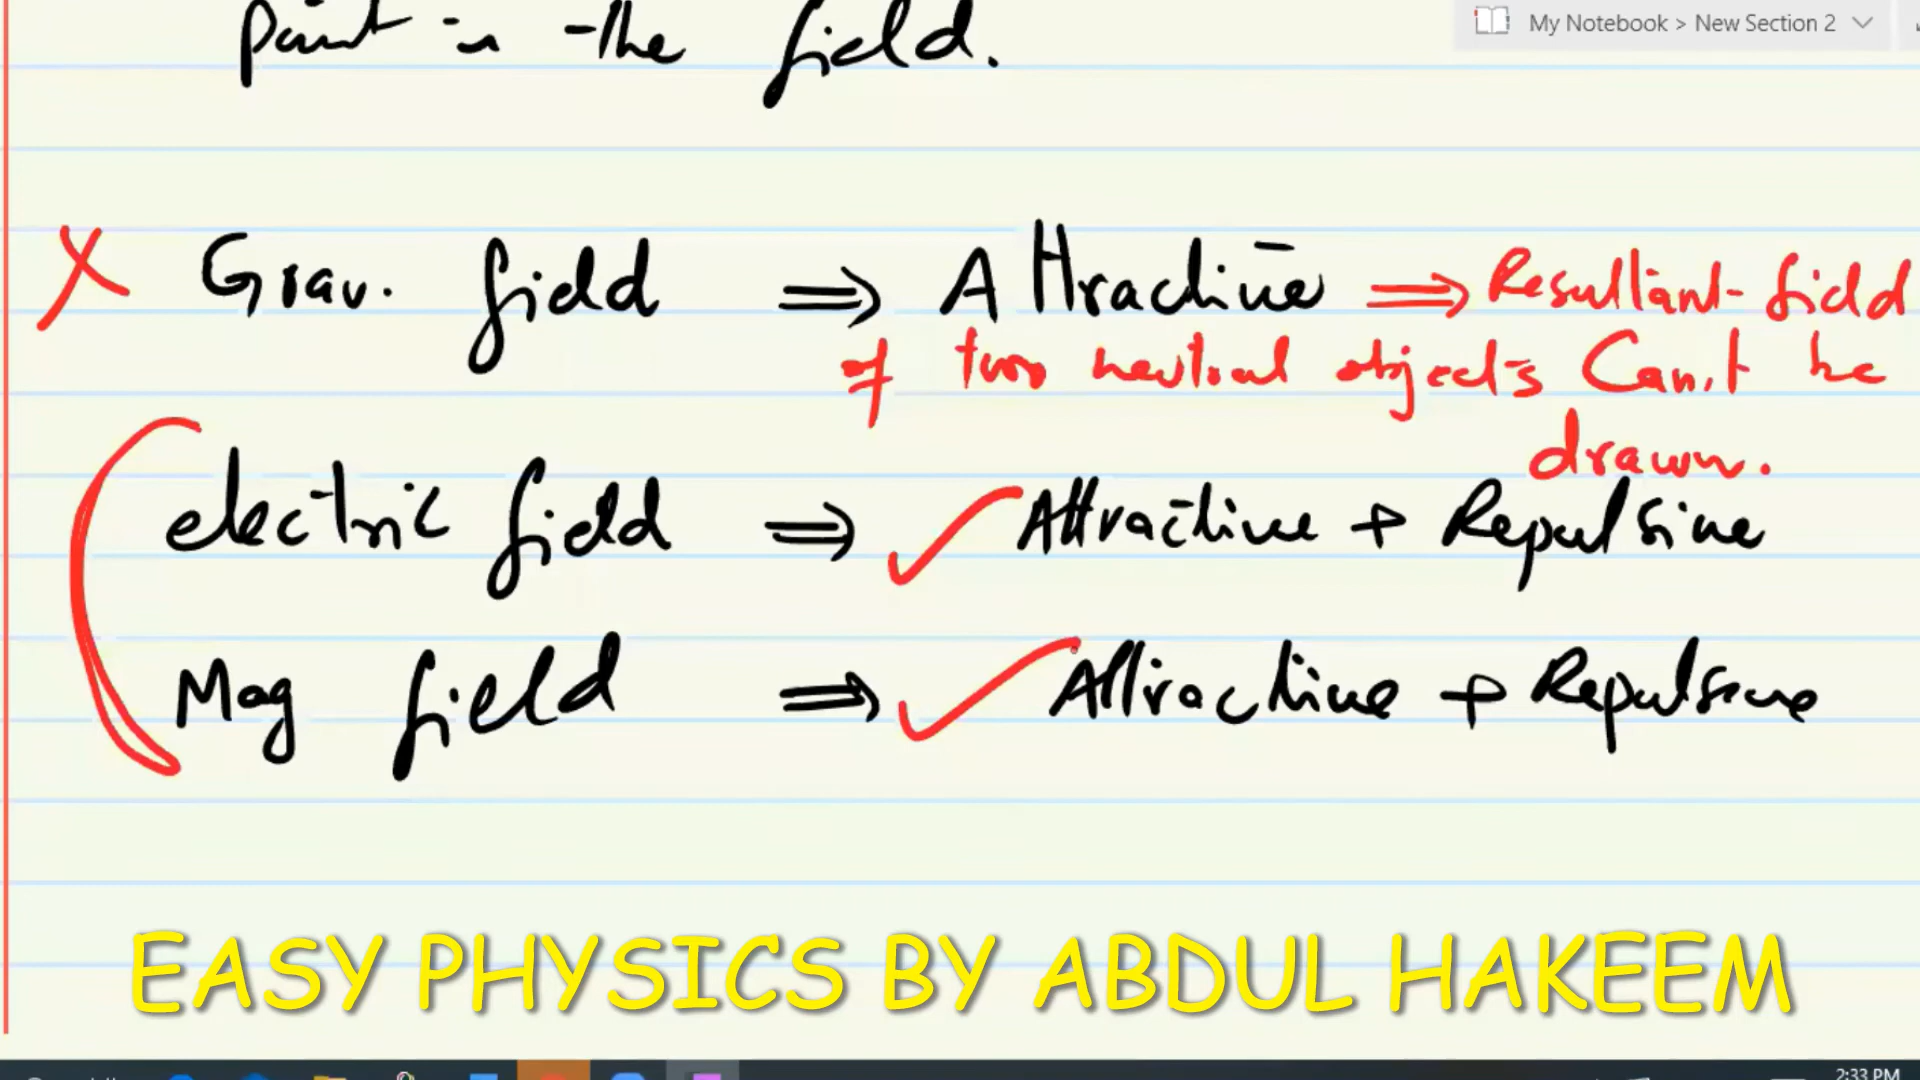 My Notebook > New Section 2
point in the field.
X Grav. field ⇒ Attractive ⇒ Resultant field
of two neutral objects Can't be
drawn.
electric field ⇒ ✓ Attractive + Repulsive
Mag field ⇒ ✓ Attractive + Repulsive
EASY PHYSICS BY ABDUL HAKEEM
2:33 PM